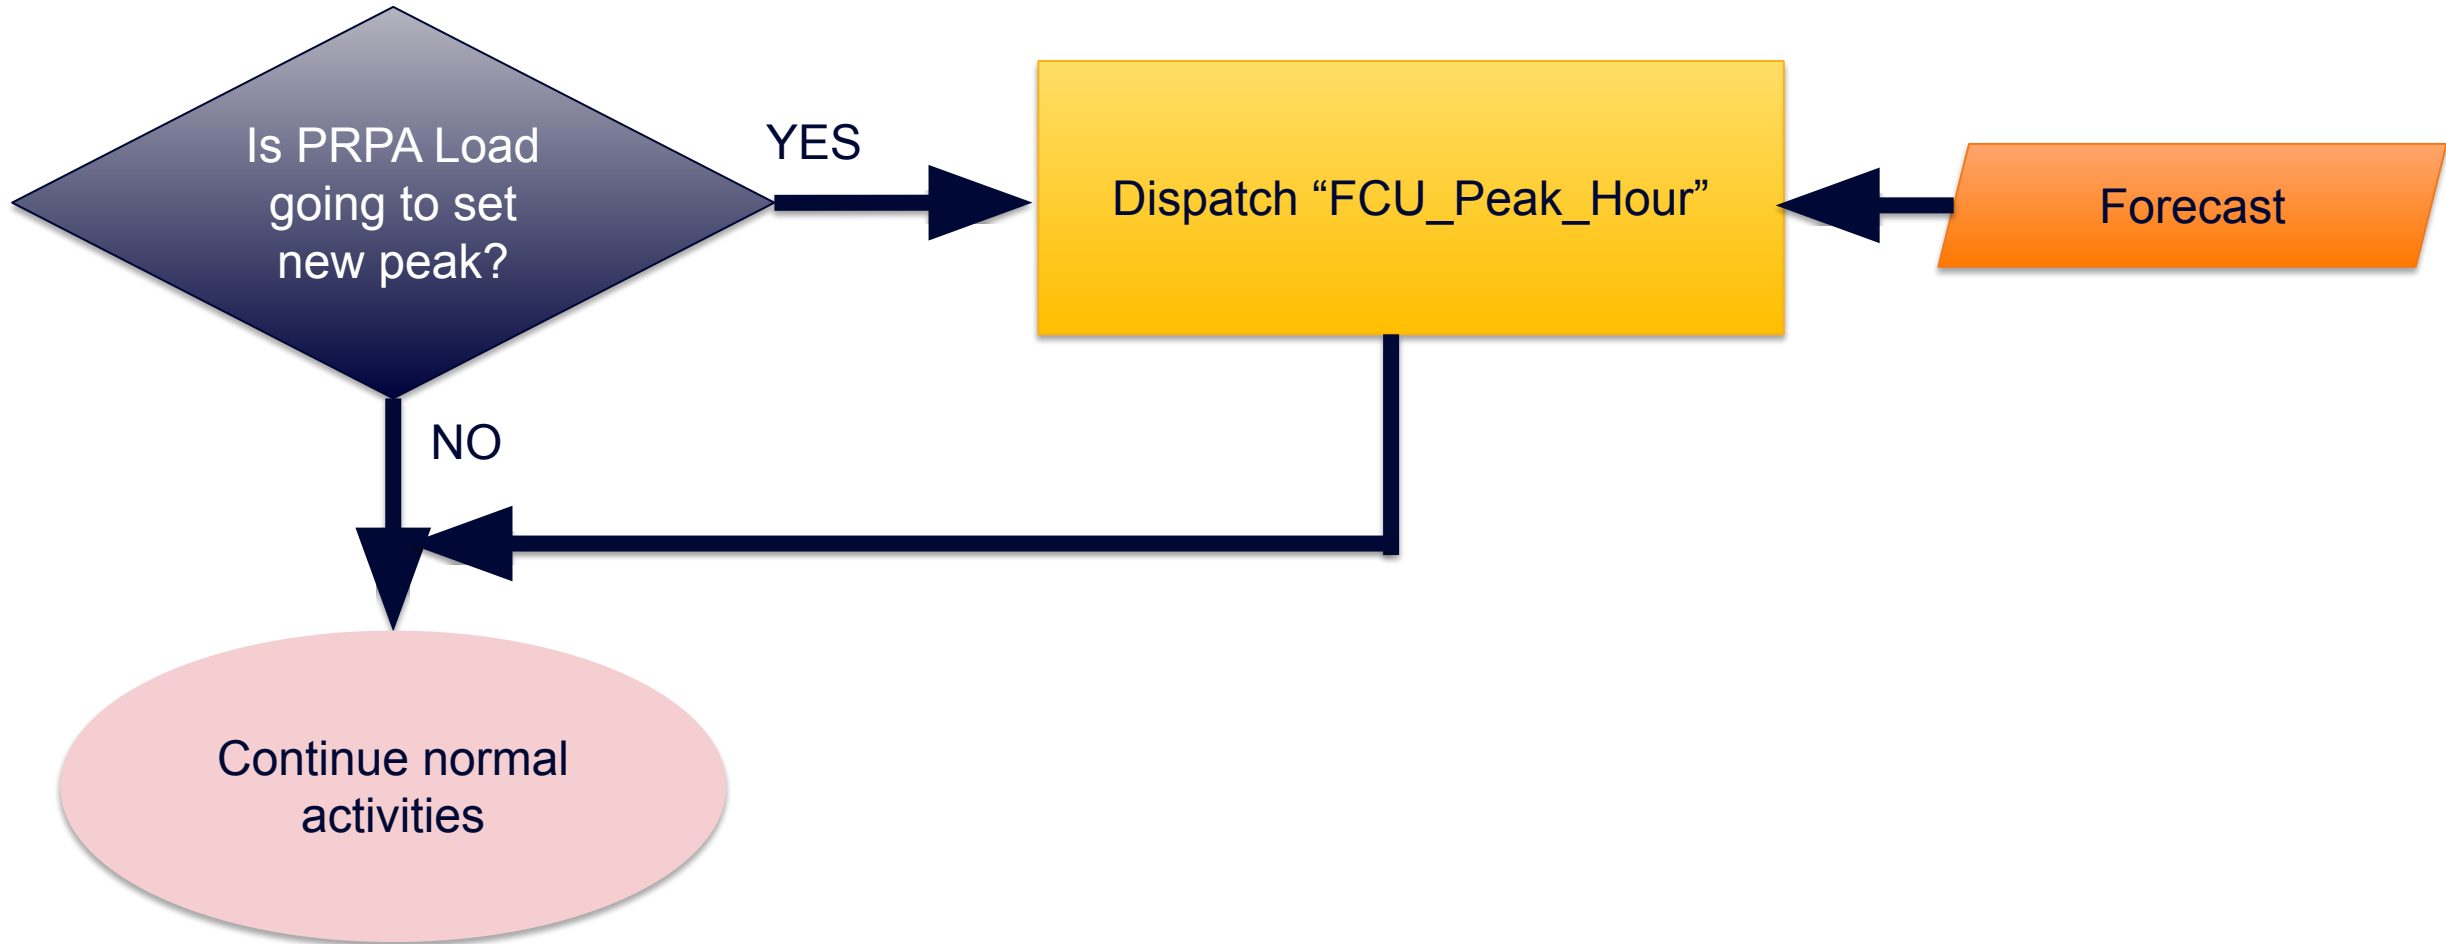 Is PRPA Load
going to set
new peak?
YES
Dispatch “FCU_Peak_Hour”
Forecast
NO
Continue normal
activities